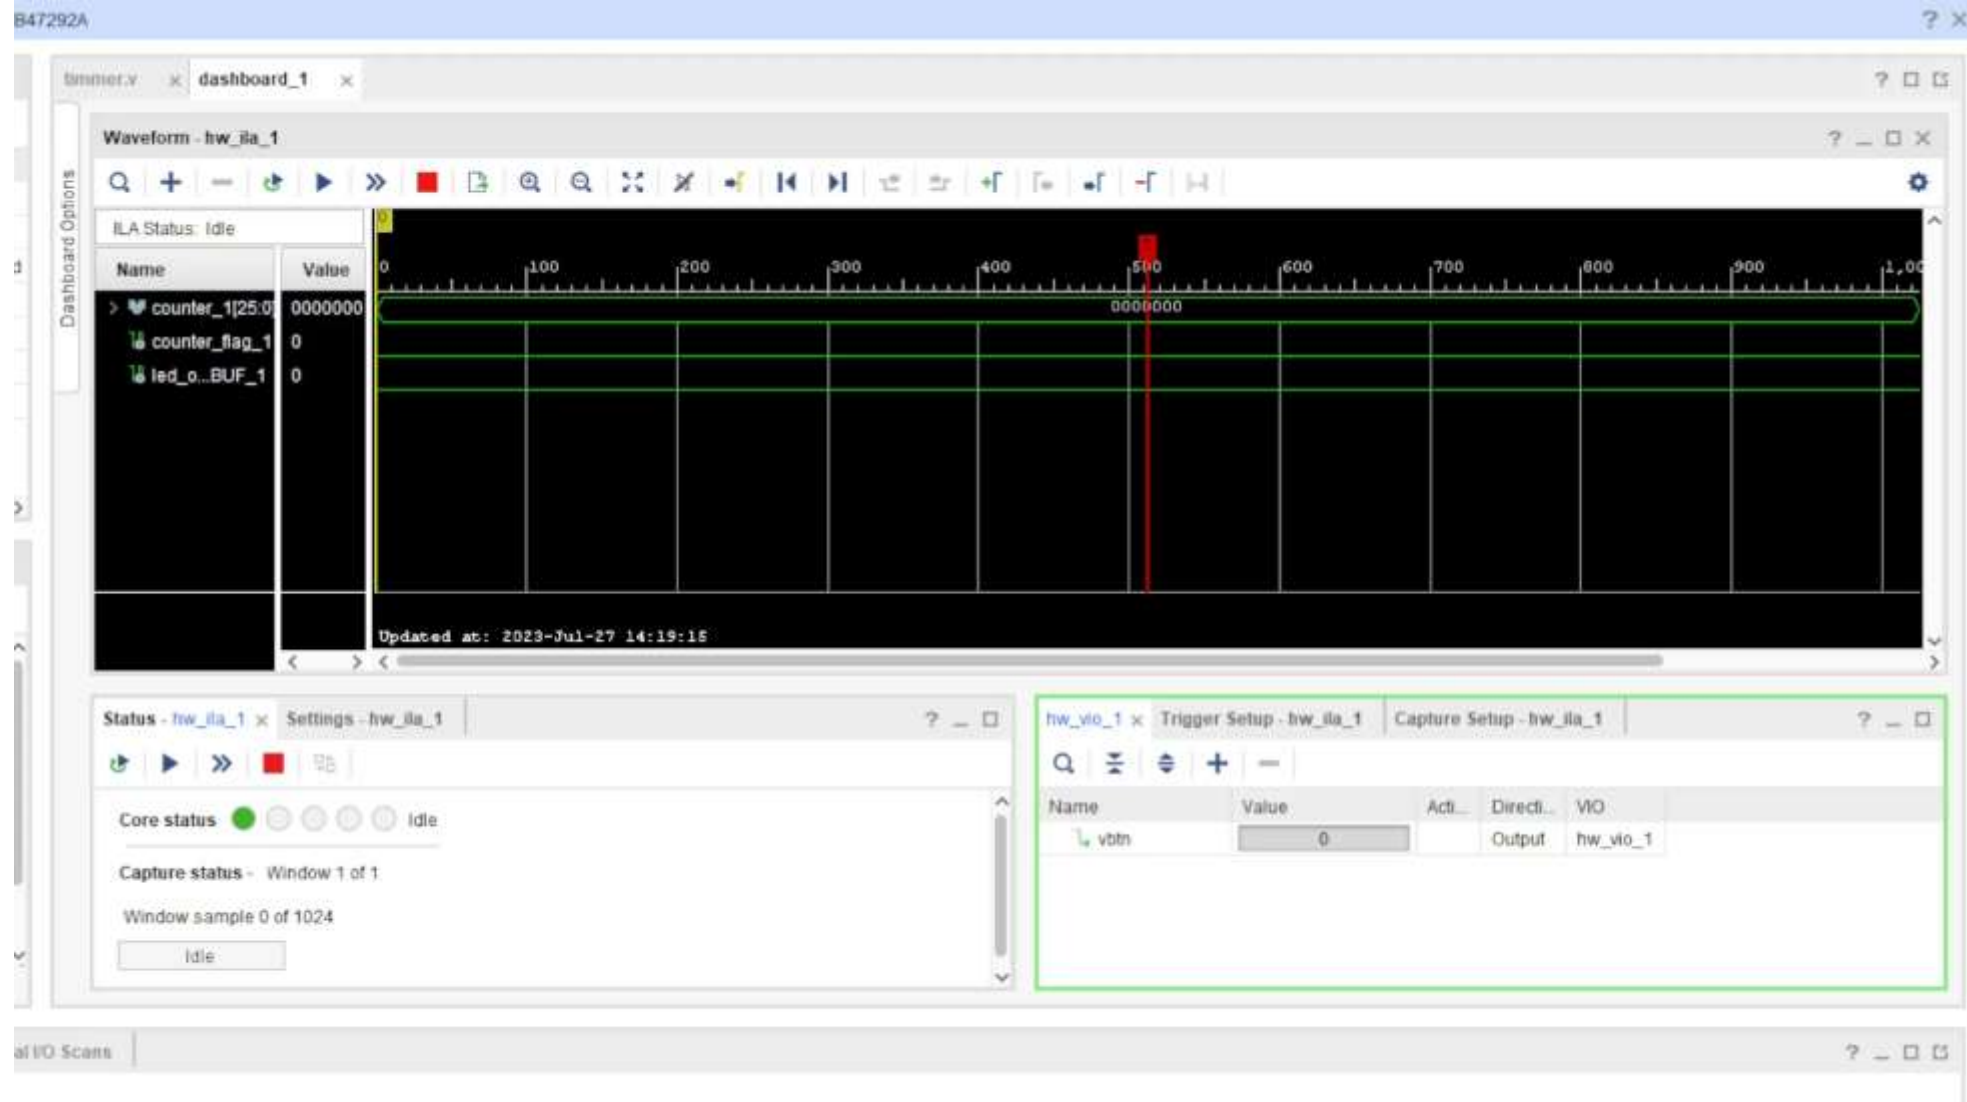 B47292A
timmer.v dashboard_1
Dashboard Options
Waveform - hw_ila_1
ILA Status: Idle
Name Value
0
0 100 200 300 400 500 600 700 800 900 1,00
counter_1[25:0] 0000000 0000000
counter_flag_1 0
led_o...BUF_1 0
Updated at: 2023-Jul-27 14:19:15
Status - hw_ila_1 Settings - hw_ila_1
Core status Idle
Capture status - Window 1 of 1
Window sample 0 of 1024
Idle
hw_vio_1 Trigger Setup - hw_ila_1 Capture Setup - hw_ila_1
Name Value Acti... Directi... VIO
vbtn 0 Output hw_vio_1
al I/O Scans